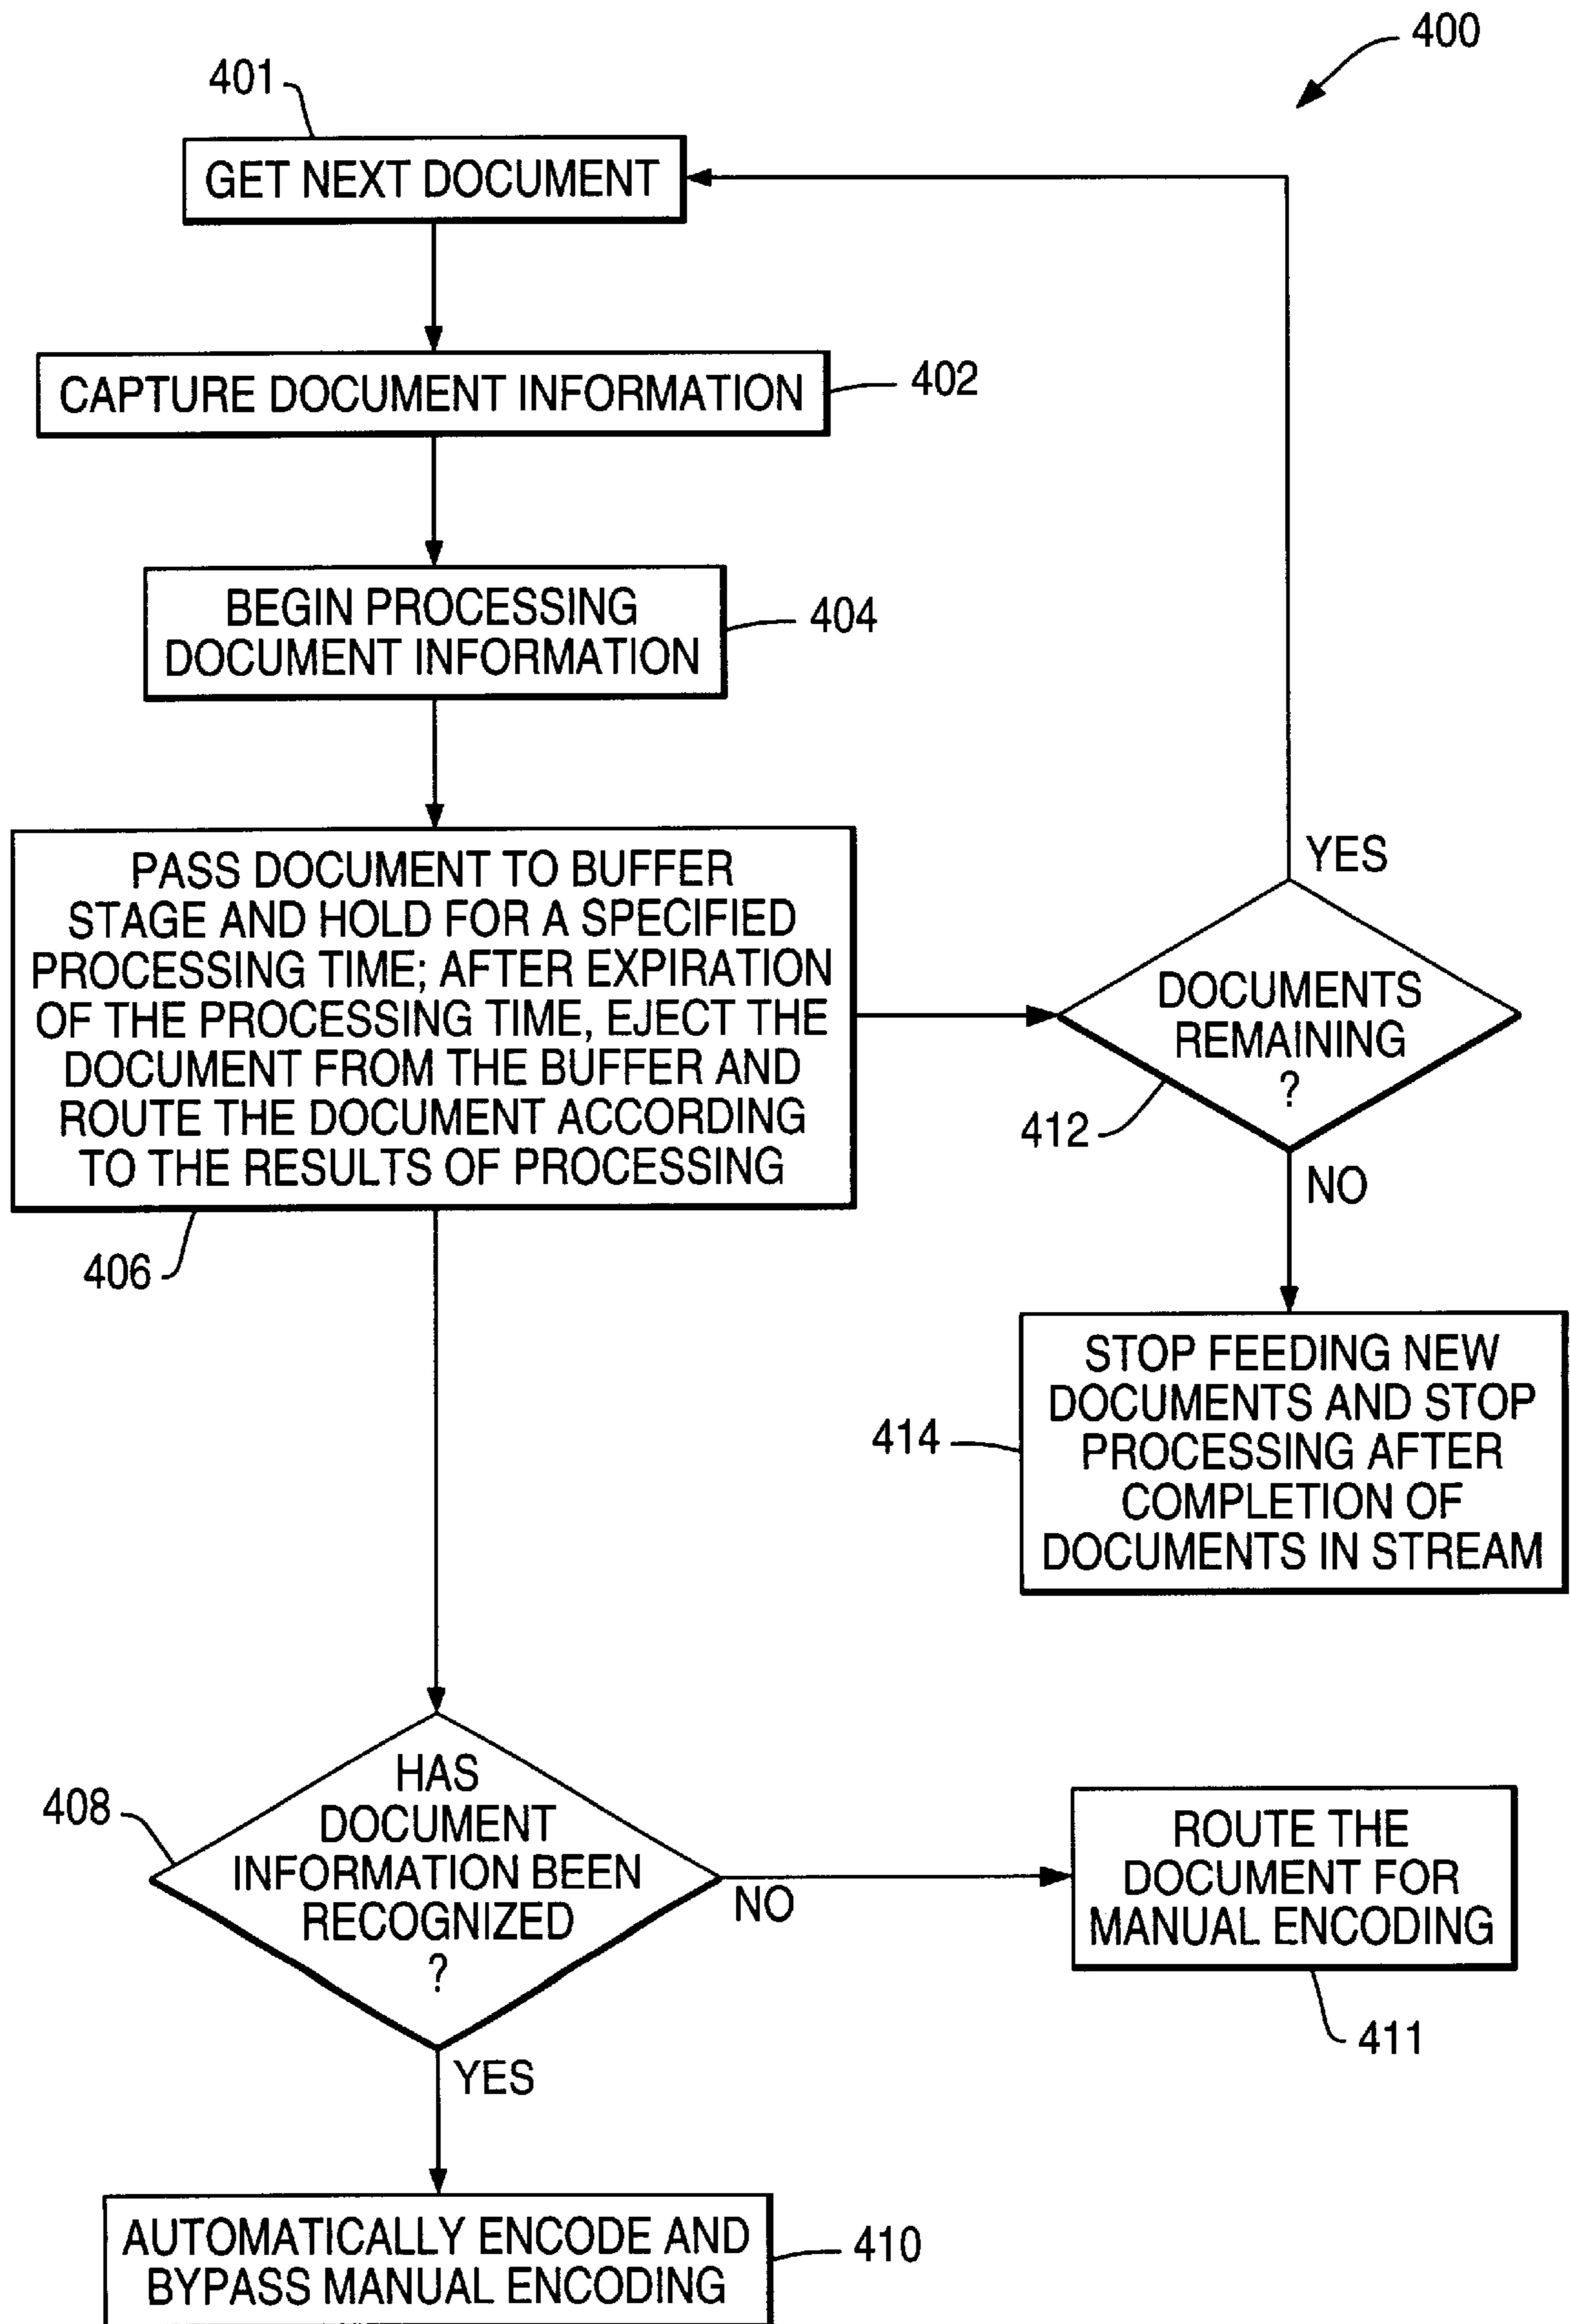 400
401
GET NEXT DOCUMENT
CAPTURE DOCUMENT INFORMATION
402
BEGIN PROCESSING
DOCUMENT INFORMATION
404
PASS DOCUMENT TO BUFFER
STAGE AND HOLD FOR A SPECIFIED
PROCESSING TIME; AFTER EXPIRATION
OF THE PROCESSING TIME, EJECT THE
DOCUMENT FROM THE BUFFER AND
ROUTE THE DOCUMENT ACCORDING
TO THE RESULTS OF PROCESSING
406
YES
DOCUMENTS
REMAINING
?
412
NO
STOP FEEDING NEW
DOCUMENTS AND STOP
PROCESSING AFTER
COMPLETION OF
DOCUMENTS IN STREAM
414
HAS
DOCUMENT
INFORMATION BEEN
RECOGNIZED
?
408
NO
ROUTE THE
DOCUMENT FOR
MANUAL ENCODING
411
YES
AUTOMATICALLY ENCODE AND
BYPASS MANUAL ENCODING
410